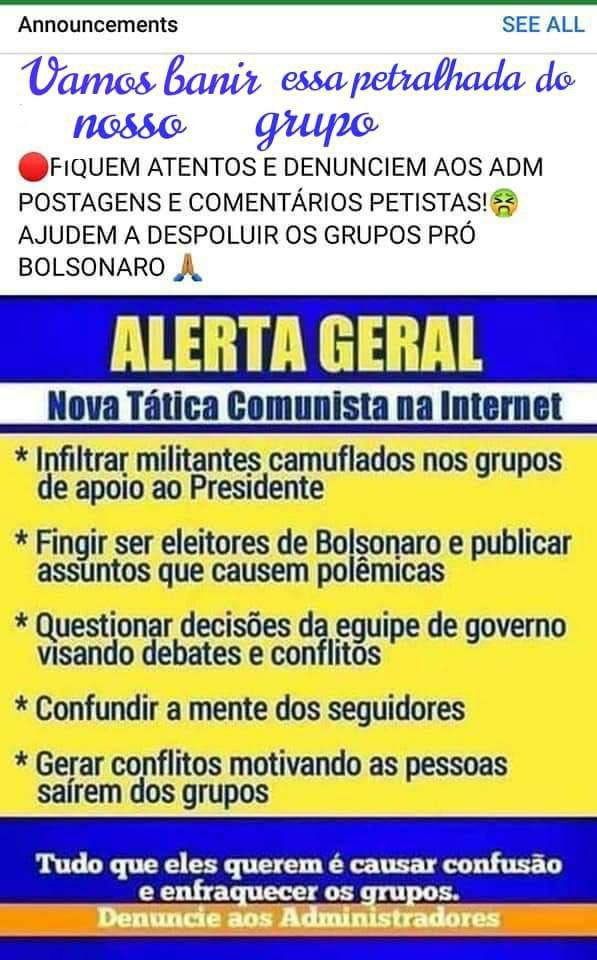 Announcements SEE ALL
Vamos banir essa petralhada do
nosso grupo
🔴FIQUEM ATENTOS E DENUNCIEM AOS ADM
POSTAGENS E COMENTÁRIOS PETISTAS!😫
AJUDEM A DESPOLUIR OS GRUPOS PRÓ
BOLSONARO 🙏🏽
ALERTA GERAL
Nova Tática Comunista na Internet
* Infiltrar militantes camuflados nos grupos
de apoio ao Presidente
* Fingir ser eleitores de Bolsonaro e publicar
assuntos que causem polêmicas
* Questionar decisões da equipe de governo
visando debates e conflitos
* Confundir a mente dos seguidores
* Gerar conflitos motivando as pessoas
saírem dos grupos
Tudo que eles querem é causar confusão
e enfraquecer os grupos.
Denuncie aos Administradores